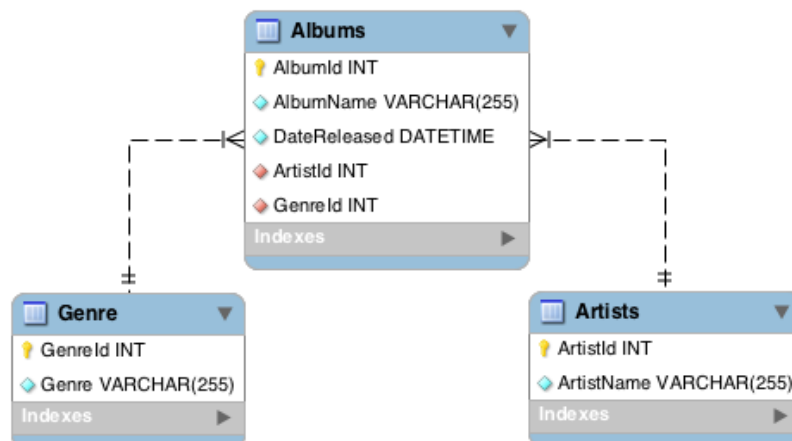 Albums
AlbumId INT
AlbumName VARCHAR(255)
DateReleased DATETIME
ArtistId INT
GenreId INT
Indexes
Genre
GenreId INT
Genre VARCHAR(255)
Indexes
Artists
ArtistId INT
ArtistName VARCHAR(255)
Indexes